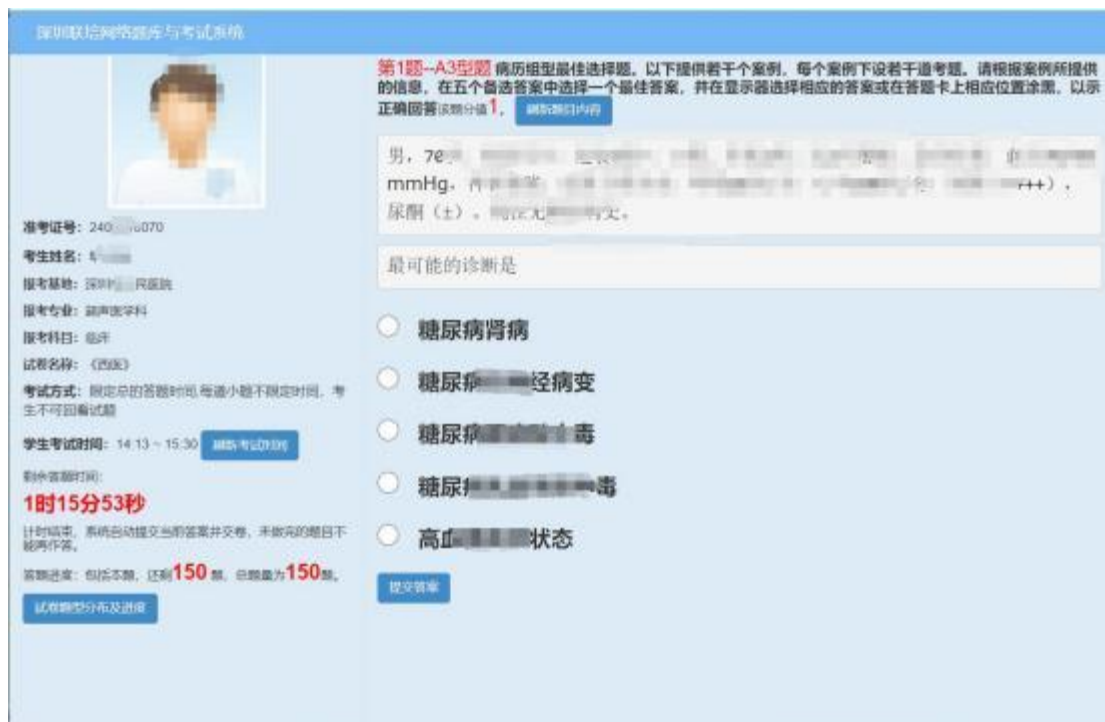 深圳联培网络题库与考试系统
准考证号：240 070
考生姓名：
报考基地：深圳 民医院
报考专业：超声医学科
报考科目：临床
试卷名称：《西医》
考试方式：限定总的答题时间,每道小题不限定时间，考
生不可回看试题
学生考试时间：14:13 ~ 15:30 刷新考试时间
剩余答题时间：
1时15分53秒
计时结束，系统自动提交当前答案并交卷，未做完的题目不
能再作答。
答题进度：包括本题，还剩150 题，总题量为150题。
试卷题型分布及进度
第1题--A3型题 病历组型最佳选择题。以下提供若干个案例，每个案例下设若干道考题。请根据案例所提供
的信息，在五个备选答案中选择一个最佳答案，并在显示器选择相应的答案或在答题卡上相应位置涂黑，以示
正确回答该题分值1。 刷新题目内容
男，76
mmHg， +++），
尿酮（±）。
最可能的诊断是
糖尿病肾病
糖尿病 经病变
糖尿病 毒
糖尿 毒
高血 状态
提交答案